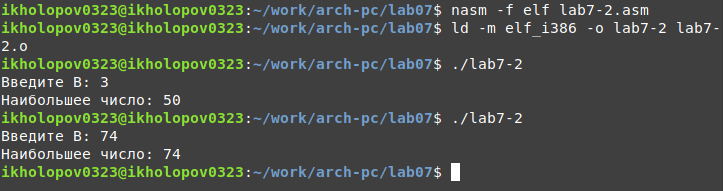 ikholopov0323@ikholopov0323:~/work/arch-pc/lab07$ nasm -f elf lab7-2.asm
ikholopov0323@ikholopov0323:~/work/arch-pc/lab07$ ld -m elf_i386 -o lab7-2 lab7-
2.o
ikholopov0323@ikholopov0323:~/work/arch-pc/lab07$ ./lab7-2
Введите В: 3
Наибольшее число: 50
ikholopov0323@ikholopov0323:~/work/arch-pc/lab07$ ./lab7-2
Введите В: 74
Наибольшее число: 74
ikholopov0323@ikholopov0323:~/work/arch-pc/lab07$